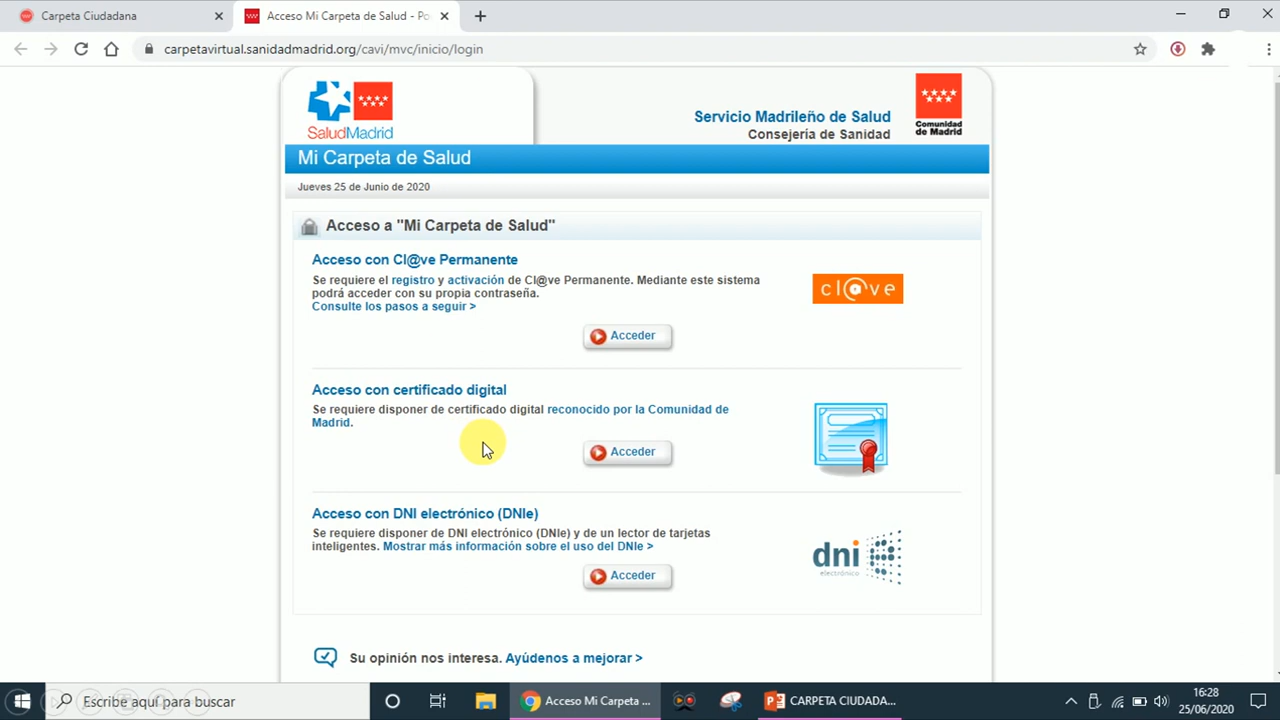 Carpeta Ciudadana
Acceso Mi Carpeta de Salud - Po
carpetavirtual.sanidadmadrid.org/cavi/mvc/inicio/login
SaludMadrid
Servicio Madrileño de Salud
Consejería de Sanidad
Comunidad
de Madrid
Mi Carpeta de Salud
Jueves 25 de Junio de 2020
Acceso a "Mi Carpeta de Salud"
Acceso con Cl@ve Permanente
Se requiere el registro y activación de Cl@ve Permanente. Mediante este sistema
podrá acceder con su propia contraseña.
Consulte los pasos a seguir >
cl@ve
Acceder
Acceso con certificado digital
Se requiere disponer de certificado digital reconocido por la Comunidad de
Madrid.
Acceder
Acceso con DNI electrónico (DNIe)
Se requiere disponer de DNI electrónico (DNIe) y de un lector de tarjetas
inteligentes. Mostrar más información sobre el uso del DNIe >
dni
electrónico
Acceder
Su opinión nos interesa. Ayúdenos a mejorar >
Escribe aquí para buscar
Acceso Mi Carpeta ...
CARPETA CIUDADA...
16:28
25/06/2020